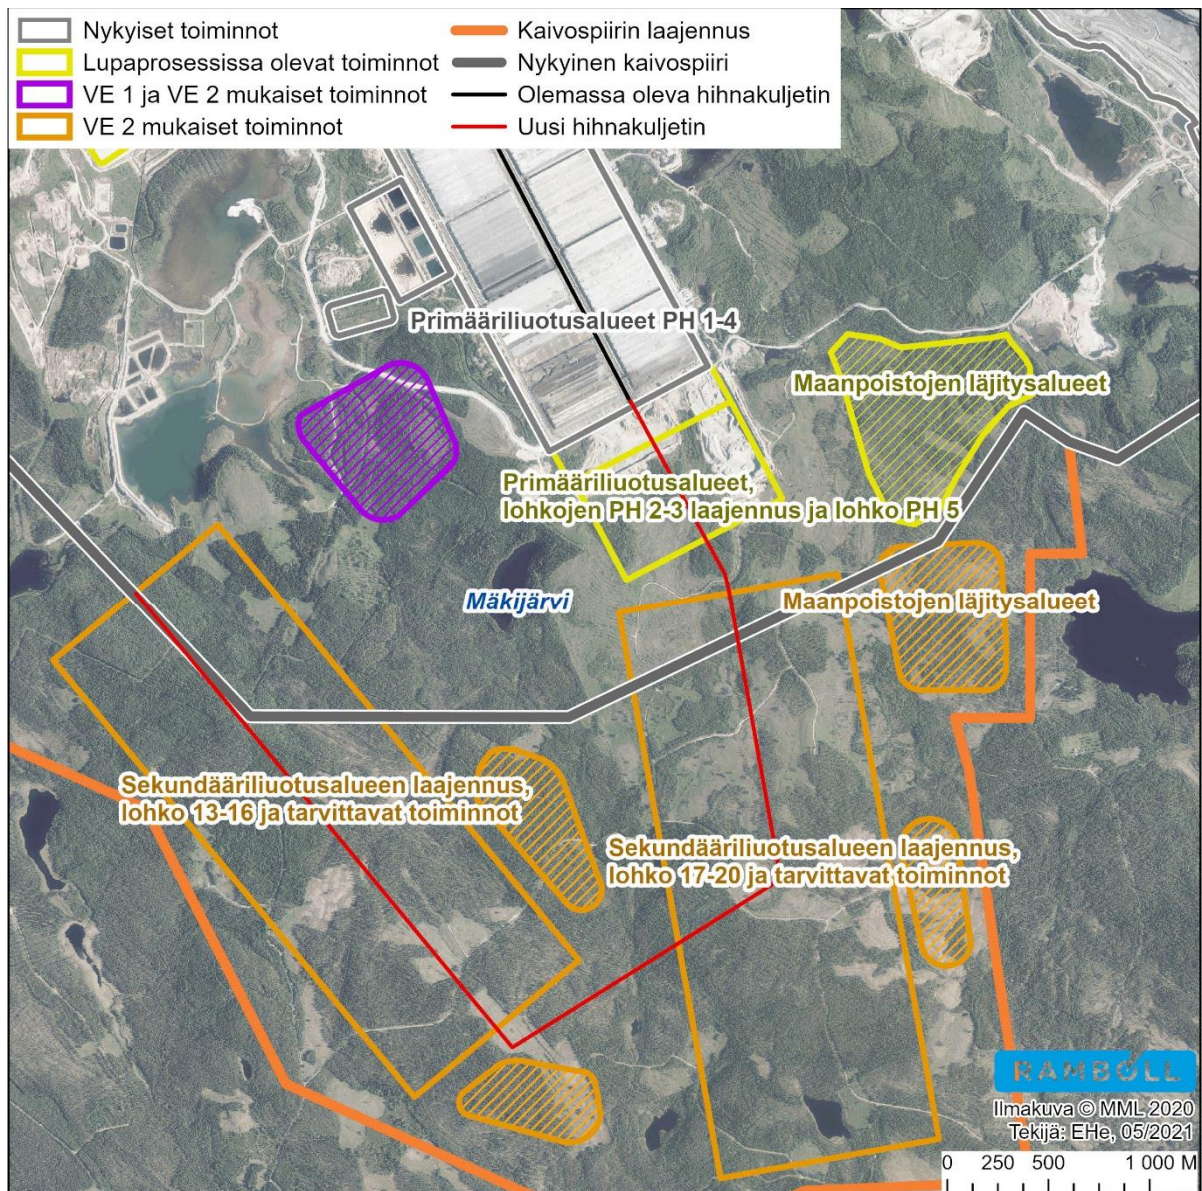 Nykyiset toiminnot
Lupaprosessissa olevat toiminnot
VE 1 ja VE 2 mukaiset toiminnot
VE 2 mukaiset toiminnot
Kaivospiirin laajennus
Nykyinen kaivospiiri
Olemassa oleva hihnakuljetin
Uusi hihnakuljetin
Primääriliuotusalueet PH 1-4
Maanpoistojen läjitysalueet
Primääriliuotusalueet,
lohkojen PH 2-3 laajennus ja lohko PH 5
Mäkijärvi
Maanpoistojen läjitysalueet
Sekundääriliuotusalueen laajennus,
lohko 13-16 ja tarvittavat toiminnot
Sekundääriliuotusalueen laajennus,
lohko 17-20 ja tarvittavat toiminnot
RAMBOLL
Ilmakuva © MML 2020
Tekijä: EHe, 05/2021
0 250 500 1 000 M